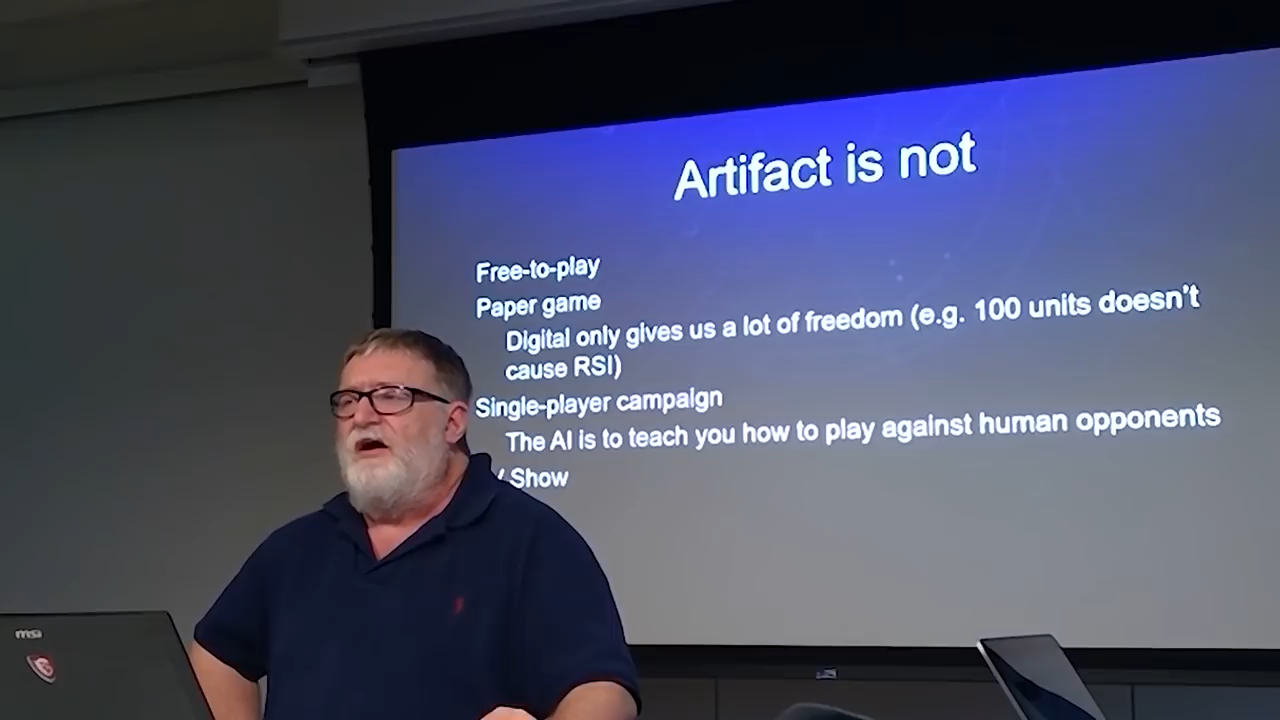 Artifact is not
Free-to-play
Paper game
Digital only gives us a lot of freedom (e.g. 100 units doesn't
cause RSI)
Single-player campaign
The AI is to teach you how to play against human opponents
Show
msi